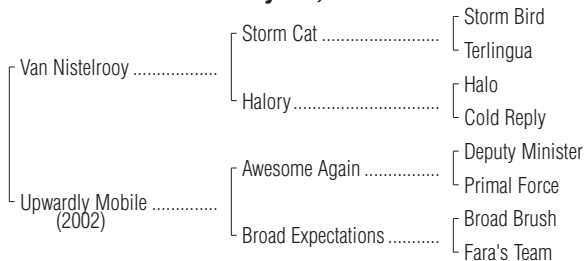 Storm Bird
Storm Cat ........................
Terlingua
Van Nistelrooy .................
Halo
Halory..............................
Cold Reply
Deputy Minister
Awesome Again ...............
Primal Force
Upwardly Mobile .............
(2002)
Broad Brush
Broad Expectations ..........
Fara's Team